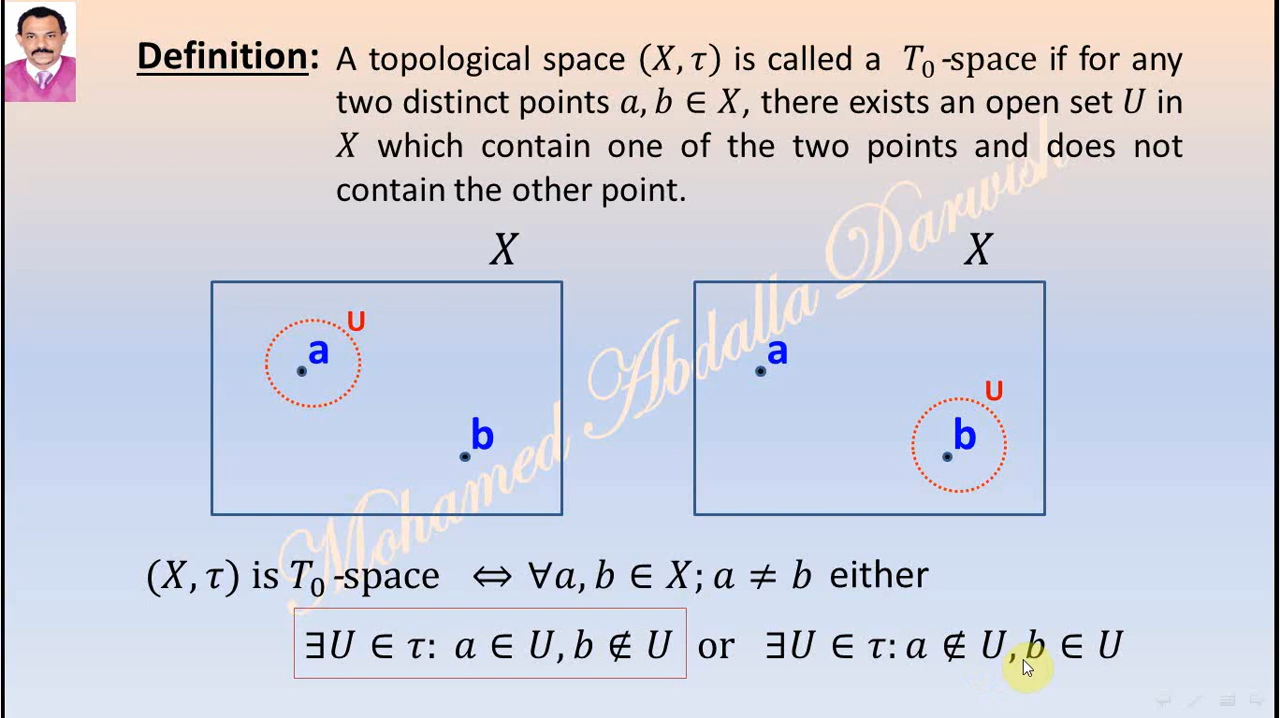 Definition: A topological space (X, τ) is called a T₀-space if for any
two distinct points a, b ∈ X, there exists an open set U in
X which contain one of the two points and does not
contain the other point.
X
X
U
a
b
a
U
b
Mohamed Abdalla Darwish
(X, τ) is T₀-space ⇔ ∀a, b ∈ X; a ≠ b either
∃U ∈ τ: a ∈ U, b ∉ U or ∃U ∈ τ: a ∉ U, b ∈ U